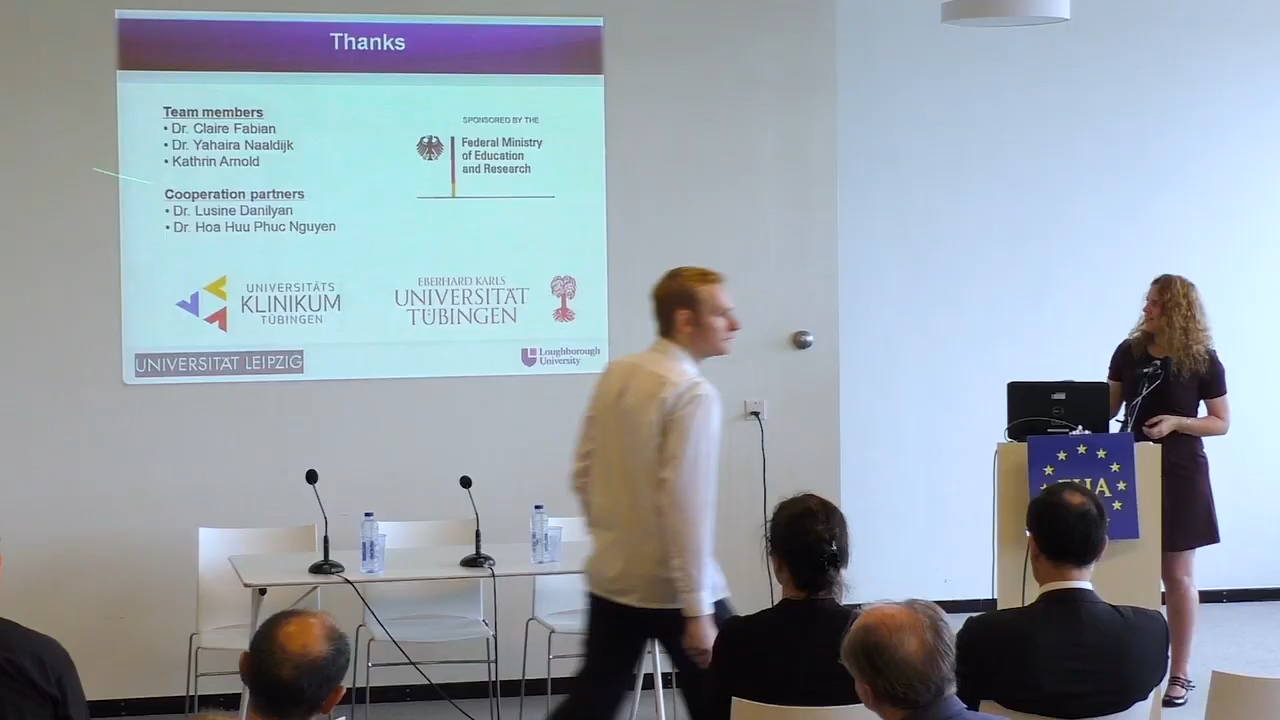 Thanks
Team members
• Dr. Claire Fabian
• Dr. Yahaira Naaldijk
• Kathrin Arnold
Cooperation partners
• Dr. Lusine Danilyan
• Dr. Hoa Huu Phuc Nguyen
SPONSORED BY THE
Federal Ministry
of Education
and Research
UNIVERSITÄTS
KLINIKUM
TÜBINGEN
EBERHARD KARLS
UNIVERSITÄT
TÜBINGEN
UNIVERSITÄT LEIPZIG
Loughborough
University